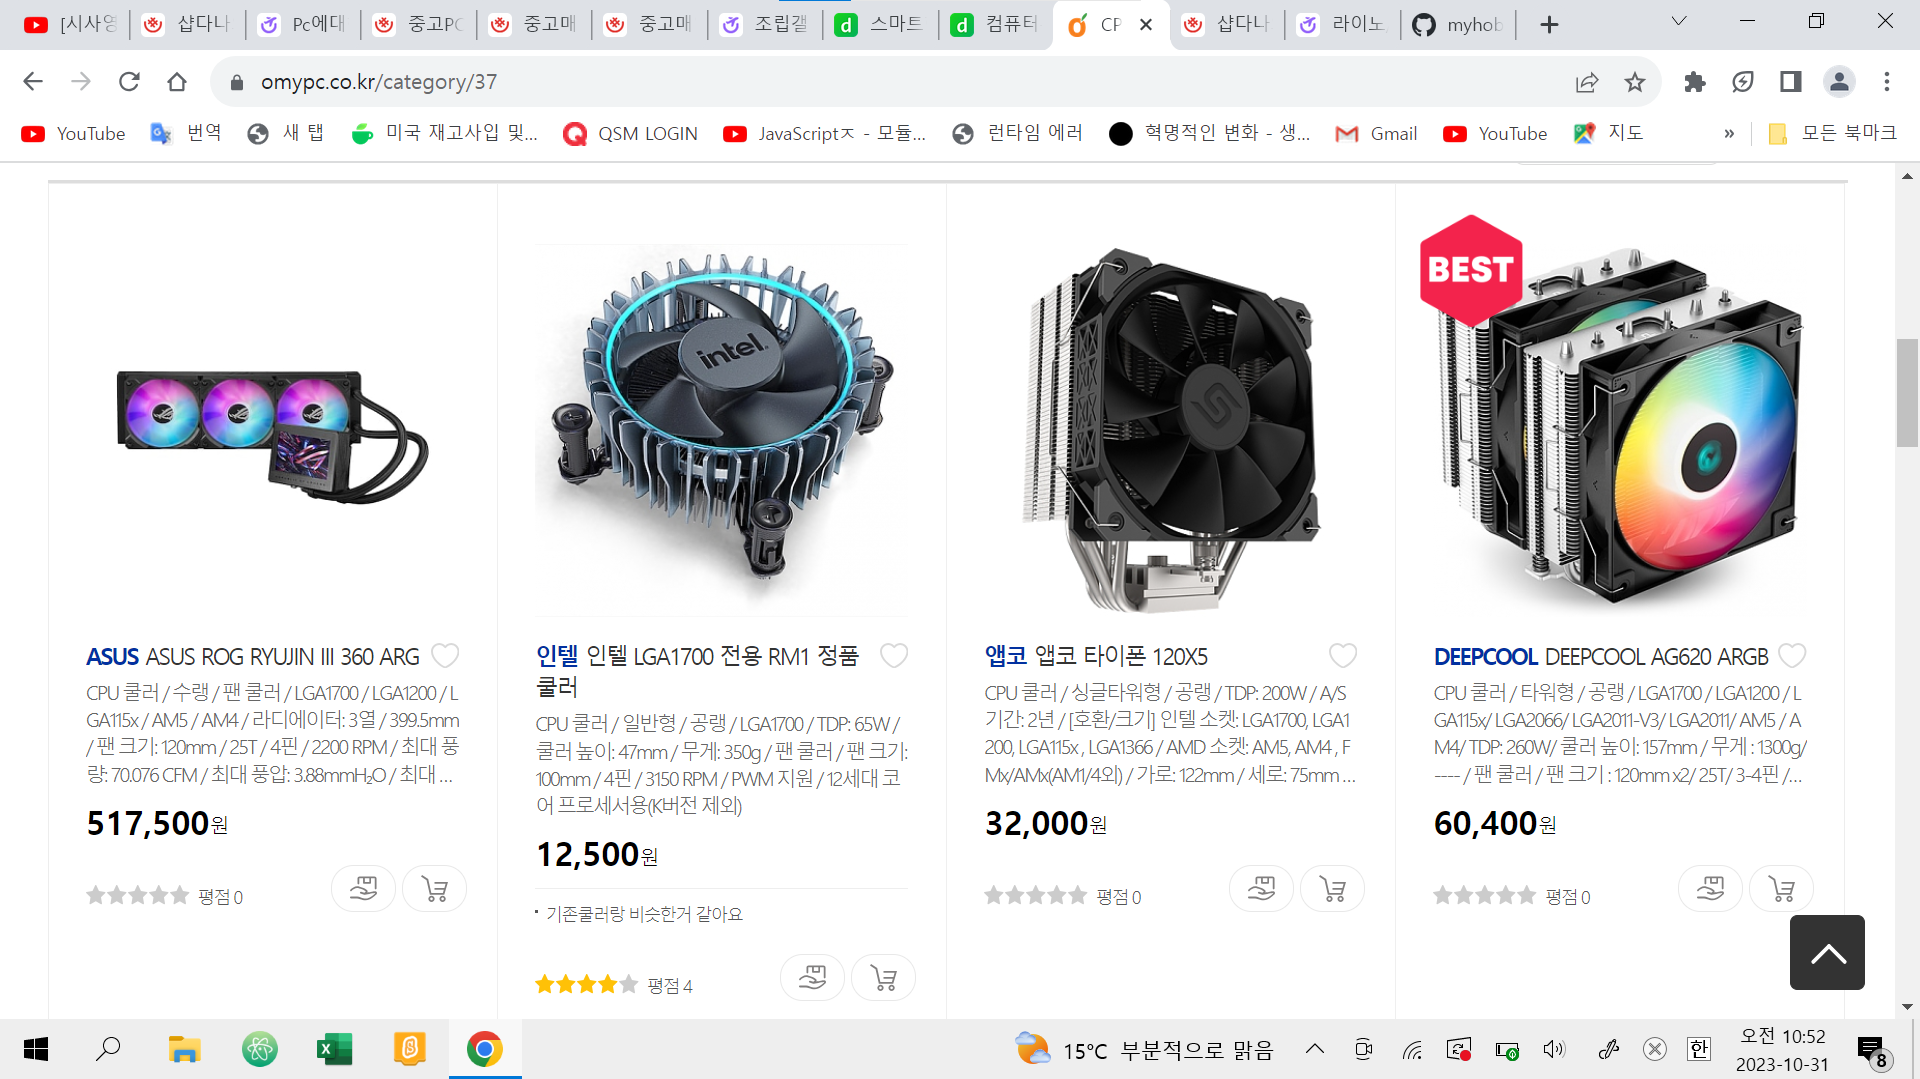 [시사영
샵다나
Pc에대
중고PC
중고매
중고매
조립갤
스마트
컴퓨터
CP
샵다나
라이노
myhob
omypc.co.kr/category/37
YouTube
번역
새 탭
미국 재고사입 및...
QSM LOGIN
JavaScriptㅈ - 모듈...
런타임 에러
혁명적인 변화 - 생...
Gmail
YouTube
지도
»
모든 북마크
intel
BEST
ASUS ASUS ROG RYUJIN III 360 ARG
CPU 쿨러 / 수랭 / 팬 쿨러 / LGA1700 / LGA1200 / L
GA115x / AM5 / AM4 / 라디에이터: 3열 / 399.5mm
/ 팬 크기: 120mm / 25T / 4핀 / 2200 RPM / 최대 풍
량: 70.076 CFM / 최대 풍압: 3.88mmH₂O / 최대 ...
517,500원
평점 0
인텔 인텔 LGA1700 전용 RM1 정품
쿨러
CPU 쿨러 / 일반형 / 공랭 / LGA1700 / TDP: 65W /
쿨러 높이: 47mm / 무게: 350g / 팬 쿨러 / 팬 크기:
100mm / 4핀 / 3150 RPM / PWM 지원 / 12세대 코
어 프로세서용(K버전 제외)
12,500원
기존쿨러랑 비슷한거 같아요
평점 4
앱코 앱코 타이폰 120X5
CPU 쿨러 / 싱글타워형 / 공랭 / TDP: 200W / A/S
기간: 2년 / [호환/크기] 인텔 소켓: LGA1700, LGA1
200, LGA115x , LGA1366 / AMD 소켓: AM5, AM4 , F
Mx/AMx(AM1/4외) / 가로: 122mm / 세로: 75mm ...
32,000원
평점 0
DEEPCOOL DEEPCOOL AG620 ARGB
CPU 쿨러 / 타워형 / 공랭 / LGA1700 / LGA1200 / L
GA115x/ LGA2066/ LGA2011-V3/ LGA2011/ AM5 / A
M4/ TDP: 260W/ 쿨러 높이: 157mm / 무게 : 1300g/
---- / 팬 쿨러 / 팬 크기 : 120mm x2/ 25T/ 3-4핀 /...
60,400원
평점 0
15°C 부분적으로 맑음
한
오전 10:52
2023-10-31
8